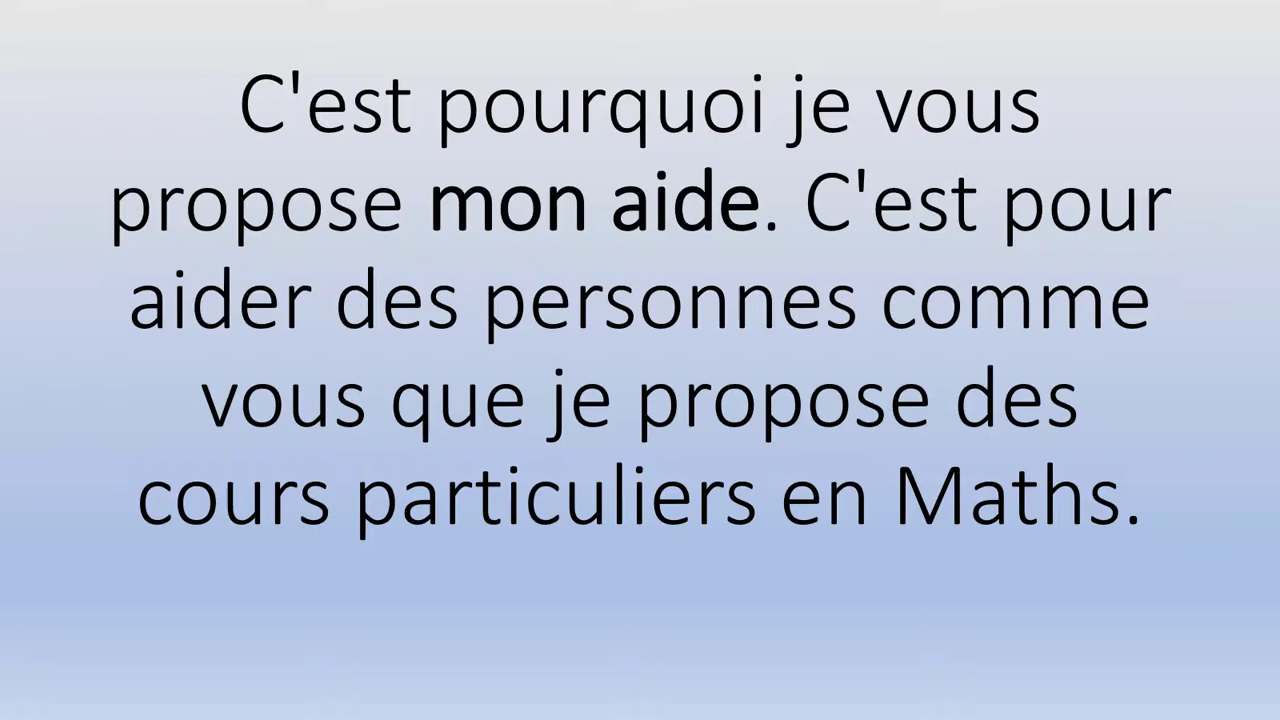 C'est pourquoi je vous
propose mon aide. C'est pour
aider des personnes comme
vous que je propose des
cours particuliers en Maths.